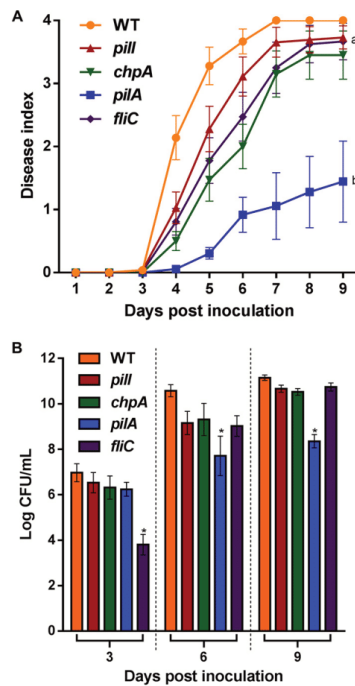 A
WT
pilI
chpA
pilA
fliC
Disease index
4
3
2
1
0
a
b
1 2 3 4 5 6 7 8 9
Days post inoculation
B
WT
pilI
chpA
pilA
fliC
Log CFU/mL
12
10
8
6
4
2
0
*
*
*
3 6 9
Days post inoculation